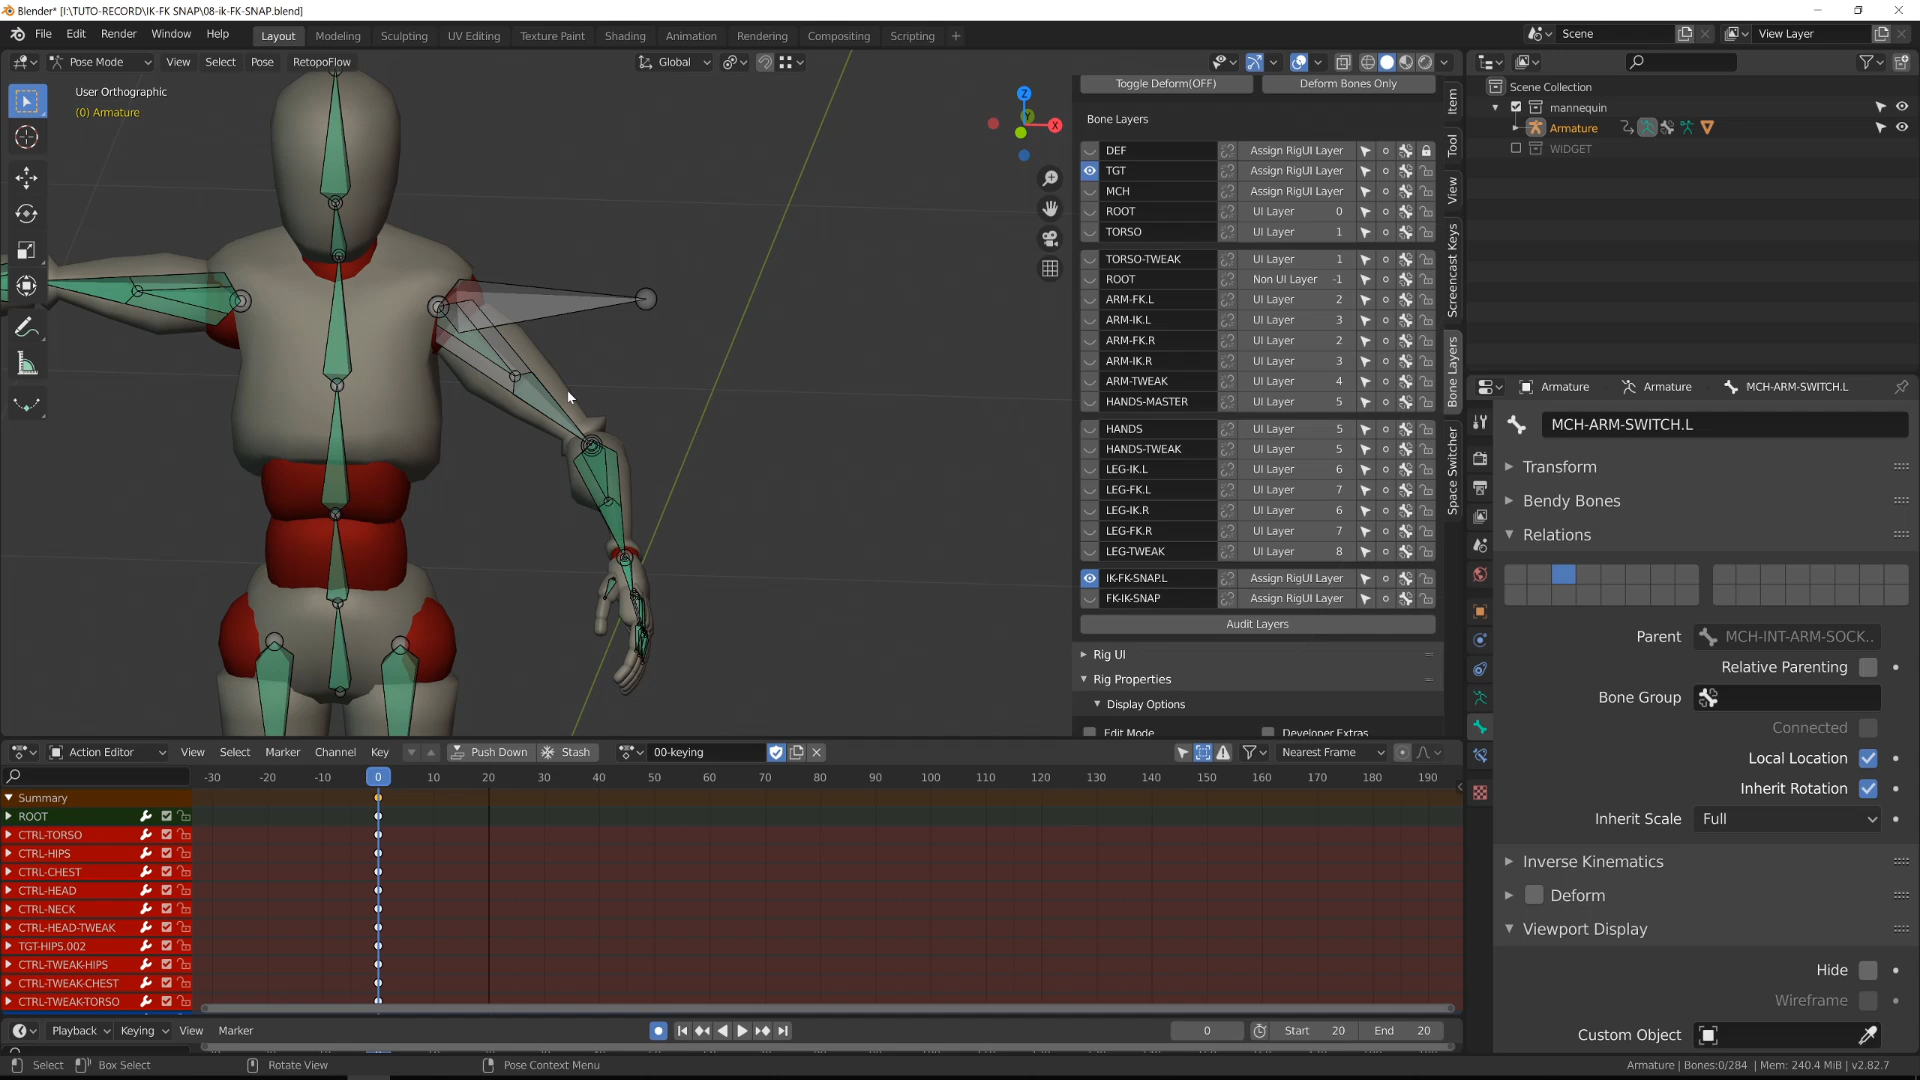 Blender* [I:\TUTO-RECORD\IK-FK SNAP\08-ik-FK-SNAP.blend]
File Edit Render Window Help Layout Modeling Sculpting UV Editing Texture Paint Shading Animation Rendering Compositing Scripting + Scene View Layer
Pose Mode View Select Pose RetopoFlow Global
User Orthographic
(0) Armature
Z
Y
X
Toggle Deform(OFF) Deform Bones Only
Bone Layers
DEF Assign RigUI Layer
TGT Assign RigUI Layer
MCH Assign RigUI Layer
ROOT UI Layer 0
TORSO UI Layer 1
TORSO-TWEAK UI Layer 1
ROOT Non UI Layer -1
ARM-FK.L UI Layer 2
ARM-IK.L UI Layer 3
ARM-FK.R UI Layer 2
ARM-IK.R UI Layer 3
ARM-TWEAK UI Layer 4
HANDS-MASTER UI Layer 5
HANDS UI Layer 5
HANDS-TWEAK UI Layer 5
LEG-IK.L UI Layer 6
LEG-FK.L UI Layer 7
LEG-IK.R UI Layer 6
LEG-FK.R UI Layer 7
LEG-TWEAK UI Layer 8
IK-FK-SNAP.L Assign RigUI Layer
FK-IK-SNAP Assign RigUI Layer
Audit Layers
Rig UI
Rig Properties
Display Options
Edit Mode Developer Extras
Item
Tool
View
Screencast Keys
Bone Layers
Space Switcher
Scene Collection
mannequin
Armature
WIDGET
Armature Armature MCH-ARM-SWITCH.L
MCH-ARM-SWITCH.L
Transform
Bendy Bones
Relations
Parent MCH-INT-ARM-SOCK..
Relative Parenting
Bone Group
Connected
Local Location
Inherit Rotation
Inherit Scale Full
Inverse Kinematics
Deform
Viewport Display
Hide
Wireframe
Custom Object
Action Editor View Select Marker Channel Key Push Down Stash 00-keying Nearest Frame
-30 -20 -10 0 10 20 30 40 50 60 70 80 90 100 110 120 130 140 150 160 170 180 190
Summary
ROOT
CTRL-TORSO
CTRL-HIPS
CTRL-CHEST
CTRL-HEAD
CTRL-NECK
CTRL-HEAD-TWEAK
TGT-HIPS.002
CTRL-TWEAK-HIPS
CTRL-TWEAK-CHEST
CTRL-TWEAK-TORSO
Playback Keying View Marker 0 Start 20 End 20
Select Box Select Rotate View Pose Context Menu Armature | Bones:0/284 | Mem: 240.4 MiB | v2.82.7